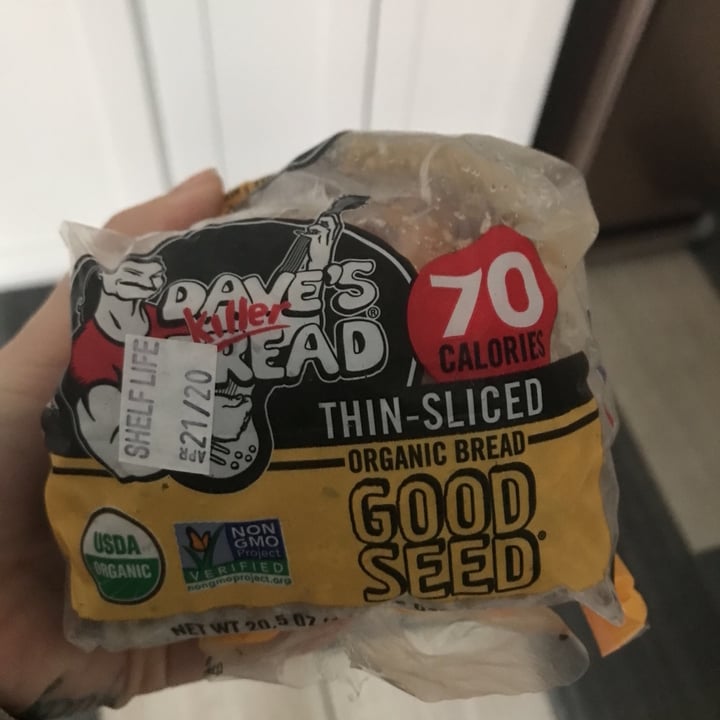 DAVE'S®
Killer
BREAD
70
CALORIES
SHELF LIFE
21/20
THIN-SLICED
ORGANIC BREAD
GOOD
SEED®
USDA
ORGANIC
NON
GMO
Project
VERIFIED
nongmoproject.org
NET WT 20.5 OZ